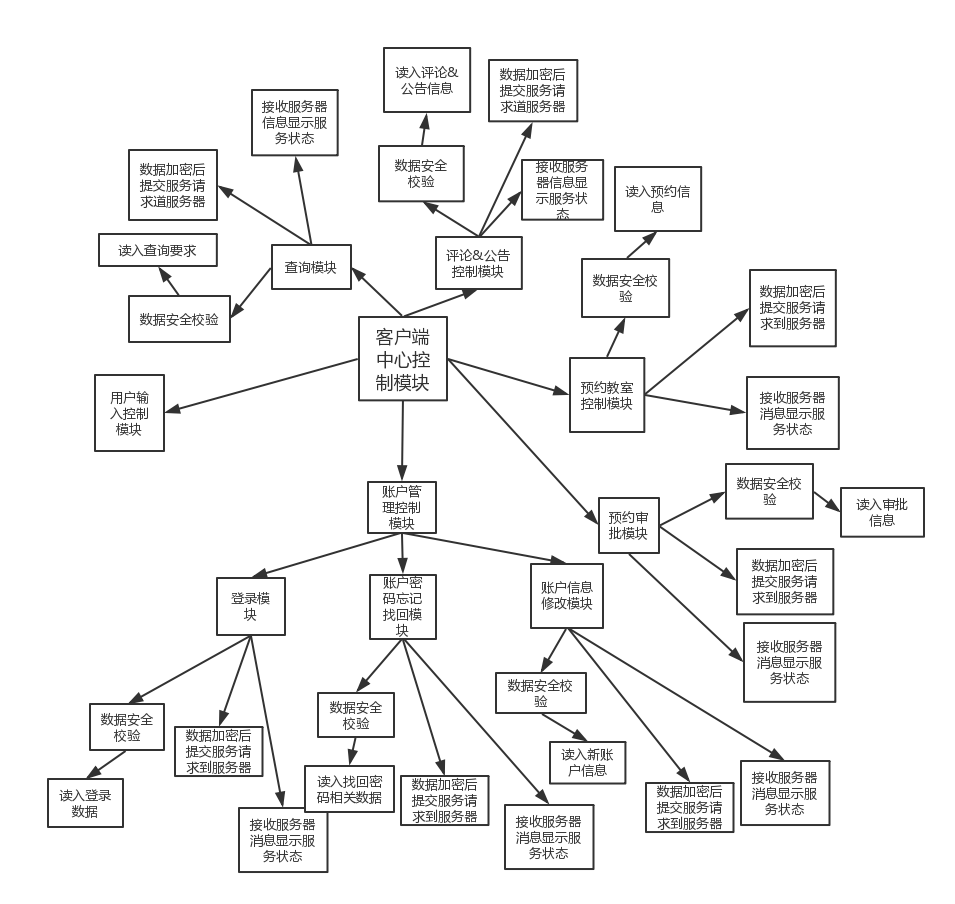 读入评论&
公告信息
数据加密后
提交服务请
求道服务器
接收服务器
信息显示服
务状态
数据安全
校验
数据加密后
提交服务请
求道服务器
接收服务
器信息显
示服务状
态
读入预约信
息
读入查询要求
查询模块
评论&公告
控制模块
数据安全校
验
数据安全校验
数据加密后
提交服务请
求到服务器
客户端
中心控
制模块
用户输
入控制
模块
预约教室
控制模块
接收服务器
消息显示服
务状态
账户管
理控制
模块
预约审
批模块
数据安全校
验
读入审批
信息
数据加密后
提交服务请
求到服务器
登录模
块
账户密
码忘记
找回模
块
账户信息
修改模块
接收服务器
消息显示服
务状态
数据安全
校验
数据加密后
提交服务请
求到服务器
数据安全
校验
数据安全校
验
读入登录
数据
接收服务器
消息显示服
务状态
读入找回密
码相关数据
数据加密后
提交服务请
求到服务器
接收服务器
消息显示服
务状态
读入新账
户信息
数据加密后
提交服务请
求到服务器
接收服务器
消息显示服
务状态